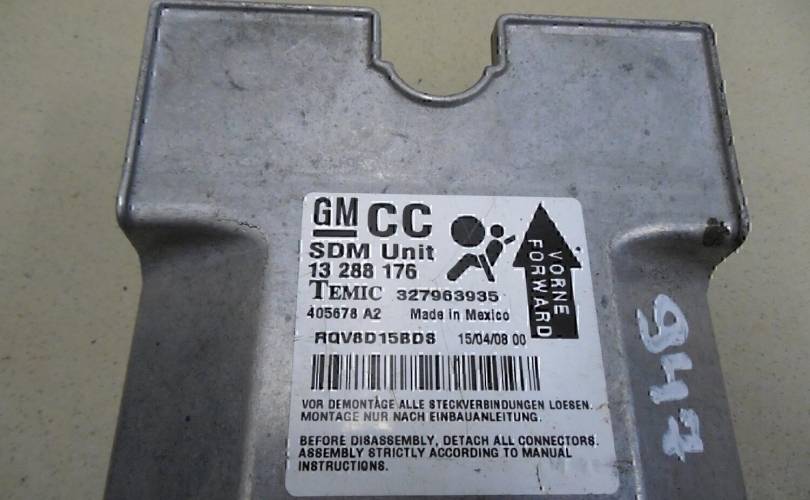 GM CC
SDM Unit
13 288 176
TEMIC 327963935
405678 A2 Made in Mexico
RQV8D15BDS 15/04/08 00
VORNE
FORWARD
VOR DEMONTAGE ALLE STECKVERBINDUNGEN LOESEN.
MONTAGE NUR NACH EINBAUANLEITUNG.
BEFORE DISASSEMBLY, DETACH ALL CONNECTORS.
ASSEMBLY STRICTLY ACCORDING TO MANUAL
INSTRUCTIONS.
947